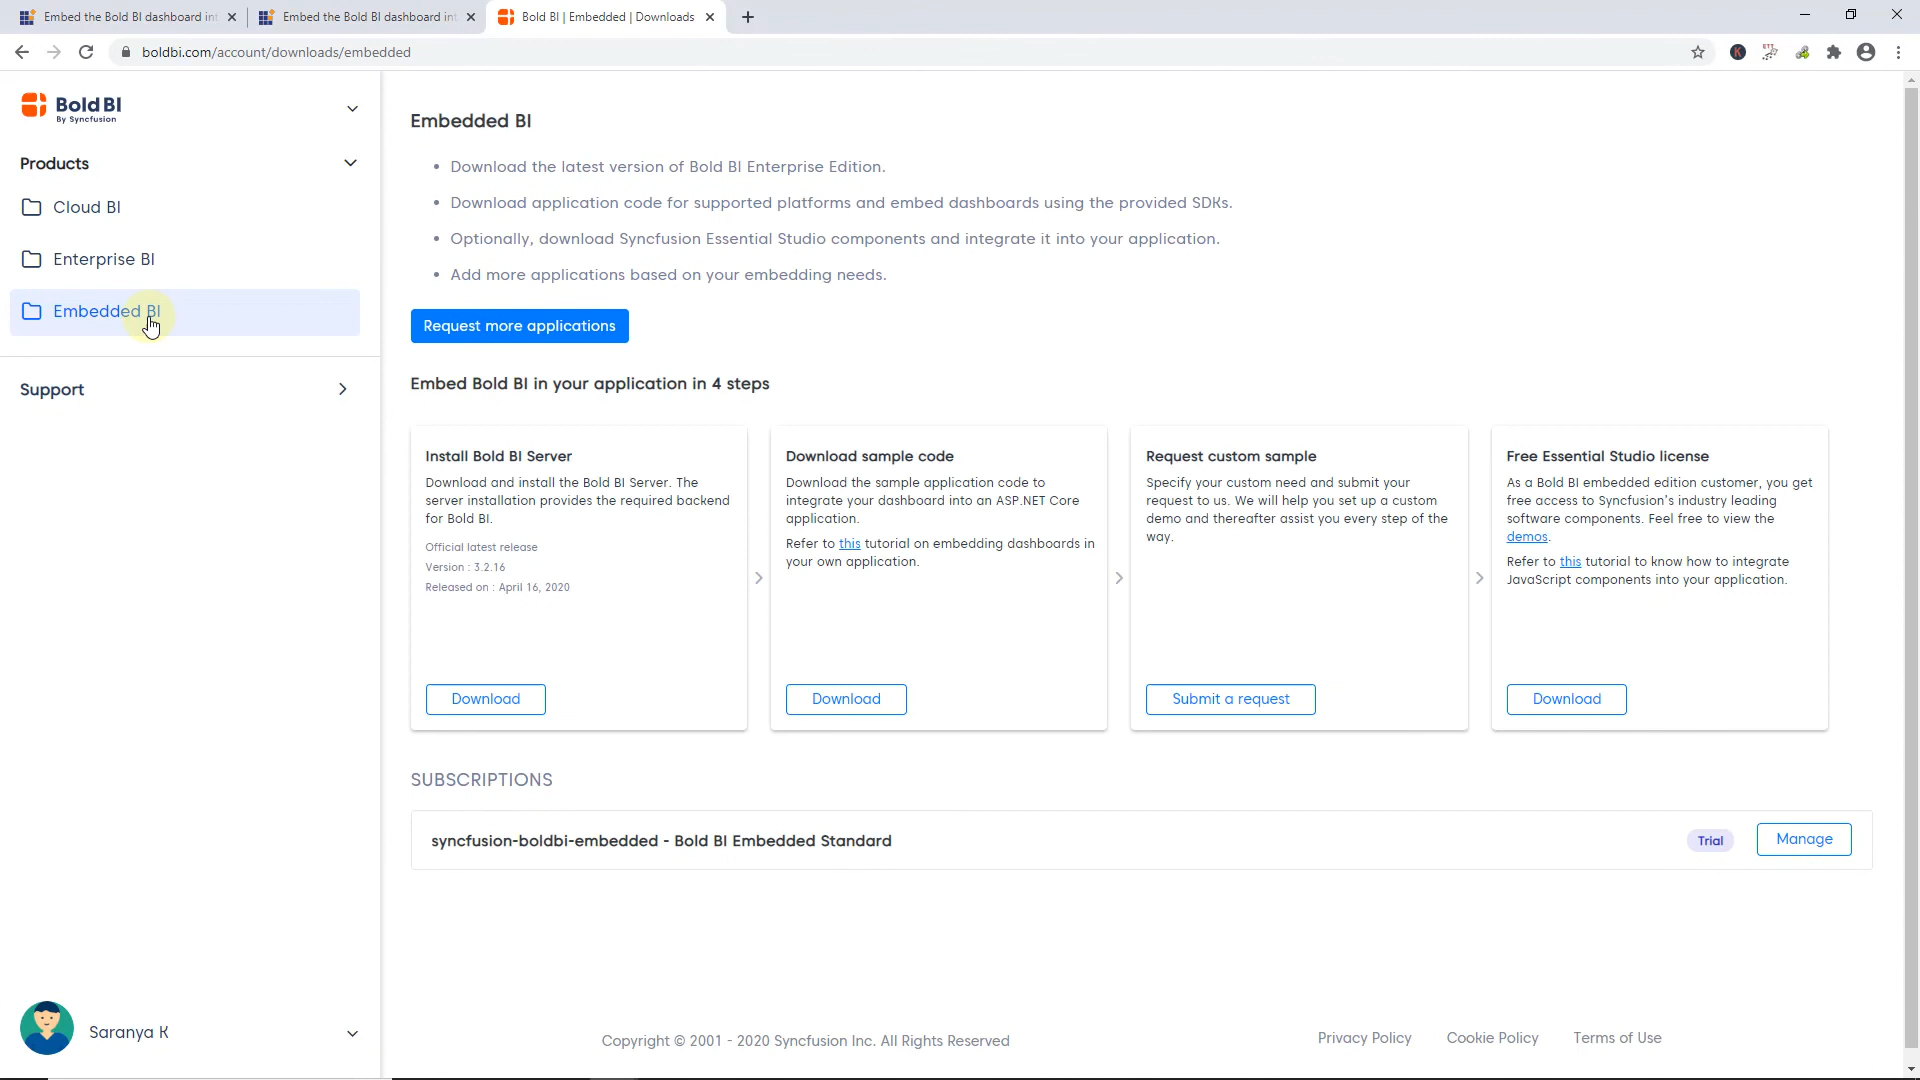 Embed the Bold BI dashboard int
Embed the Bold BI dashboard int
Bold BI | Embedded | Downloads
boldbi.com/account/downloads/embedded
Bold BI
By Syncfusion
Products
Cloud BI
Enterprise BI
Embedded BI
Support
Saranya K
Embedded BI
• Download the latest version of Bold BI Enterprise Edition.
• Download application code for supported platforms and embed dashboards using the provided SDKs.
• Optionally, download Syncfusion Essential Studio components and integrate it into your application.
• Add more applications based on your embedding needs.
Request more applications
Embed Bold BI in your application in 4 steps
Install Bold BI Server
Download and install the Bold BI Server. The
server installation provides the required backend
for Bold BI.
Official latest release
Version : 3.2.16
Released on : April 16, 2020
Download
Download sample code
Download the sample application code to
integrate your dashboard into an ASP.NET Core
application.
Refer to this tutorial on embedding dashboards in
your own application.
Download
Request custom sample
Specify your custom need and submit your
request to us. We will help you set up a custom
demo and thereafter assist you every step of the
way.
Submit a request
Free Essential Studio license
As a Bold BI embedded edition customer, you get
free access to Syncfusion's industry leading
software components. Feel free to view the
demos.
Refer to this tutorial to know how to integrate
JavaScript components into your application.
Download
SUBSCRIPTIONS
syncfusion-boldbi-embedded - Bold BI Embedded Standard
Trial
Manage
Copyright © 2001 - 2020 Syncfusion Inc. All Rights Reserved
Privacy Policy
Cookie Policy
Terms of Use